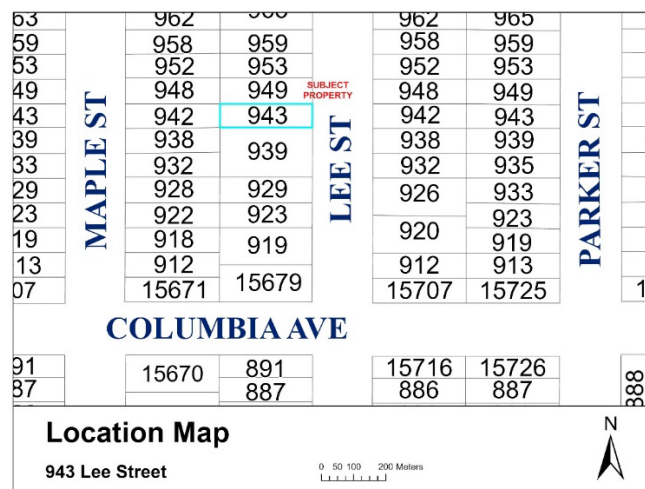 63 962 960 962 965
59 958 959 958 959
53 952 953 952 953
49 948 949 SUBJECT PROPERTY 948 949
43 942 943 942 943
39 938 939 938 939
33 932 932 935
29 928 929 926 933
23 922 923 920 923
19 918 919 919
13 912 912 913
07 15671 15679 15707 15725 1
MAPLE ST
LEE ST
PARKER ST
COLUMBIA AVE
91 15670 891 15716 15726
87 887 886 887 888
Location Map
943 Lee Street
0 50 100 200 Meters
N